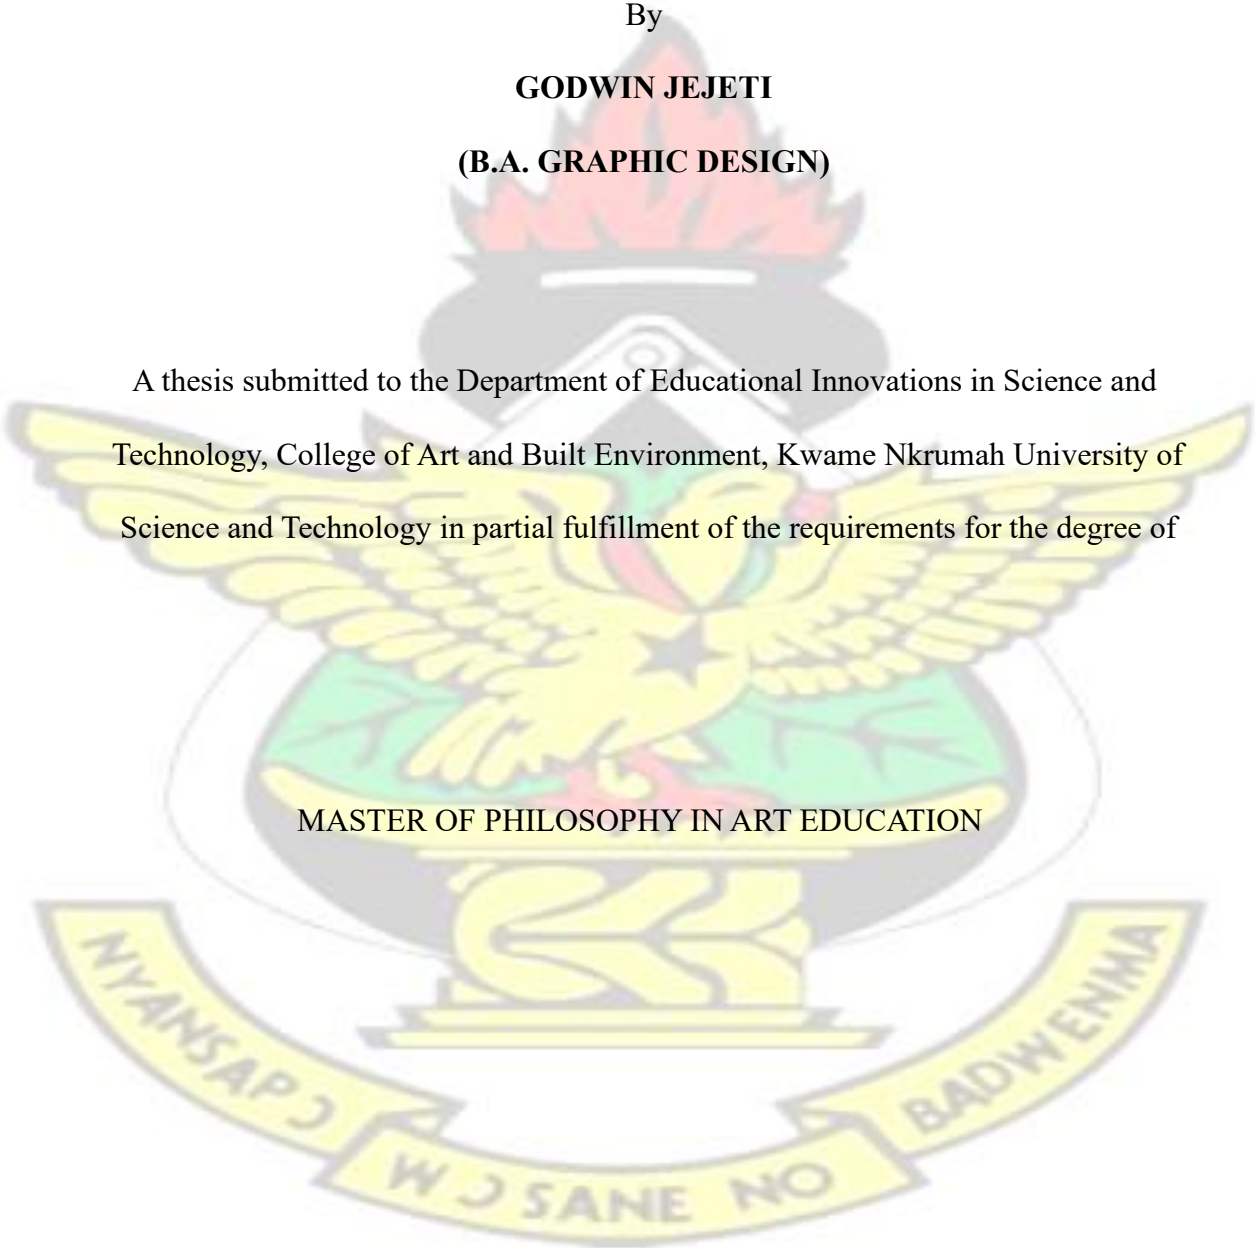 By
GODWIN JEJETI
(B.A. GRAPHIC DESIGN)
A thesis submitted to the Department of Educational Innovations in Science and
Technology, College of Art and Built Environment, Kwame Nkrumah University of
Science and Technology in partial fulfillment of the requirements for the degree of
MASTER OF PHILOSOPHY IN ART EDUCATION
NYANSAPƆ
WƆSANE NO
BADWENMA